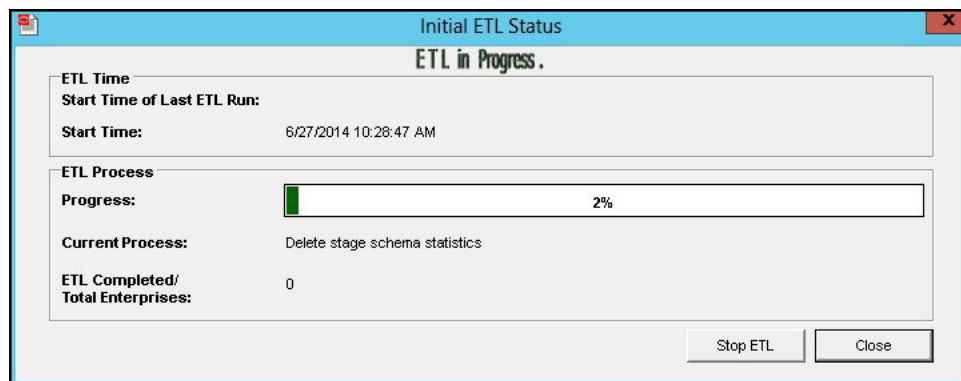 Initial ETL Status
X
ETL in Progress.
ETL Time
Start Time of Last ETL Run:
Start Time: 6/27/2014 10:28:47 AM
ETL Process
Progress: 2%
Current Process: Delete stage schema statistics
ETL Completed/
Total Enterprises: 0
Stop ETL Close